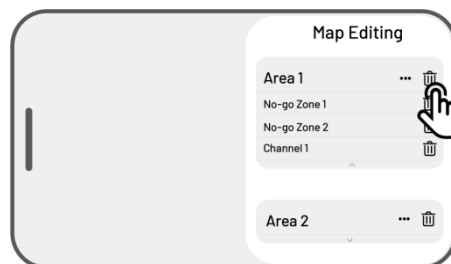 Map Editing
Area 1 •••
No-go Zone 1
No-go Zone 2
Channel 1
Area 2 •••